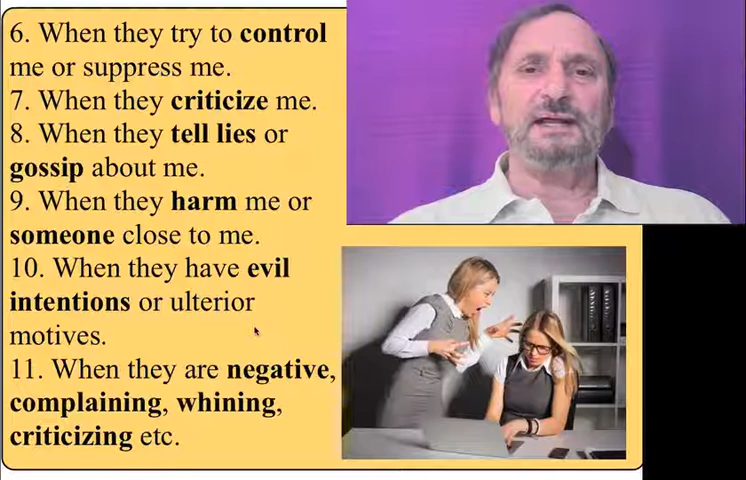 6. When they try to control
me or suppress me.
7. When they criticize me.
8. When they tell lies or
gossip about me.
9. When they harm me or
someone close to me.
10. When they have evil
intentions or ulterior
motives.
11. When they are negative,
complaining, whining,
criticizing etc.